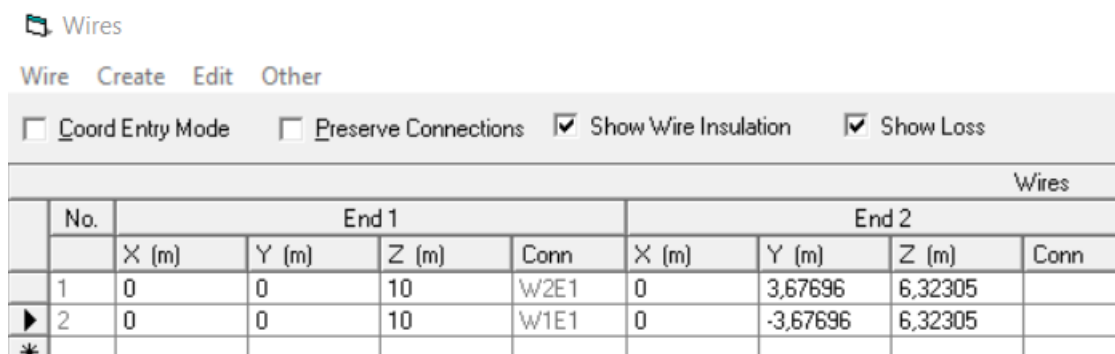 Wires
Wire Create Edit Other
Coord Entry Mode Preserve Connections Show Wire Insulation Show Loss
Wires
No. End 1 End 2
X (m) Y (m) Z (m) Conn X (m) Y (m) Z (m) Conn
1 0 0 10 W2E1 0 3,67696 6,32305
2 0 0 10 W1E1 0 -3,67696 6,32305
*